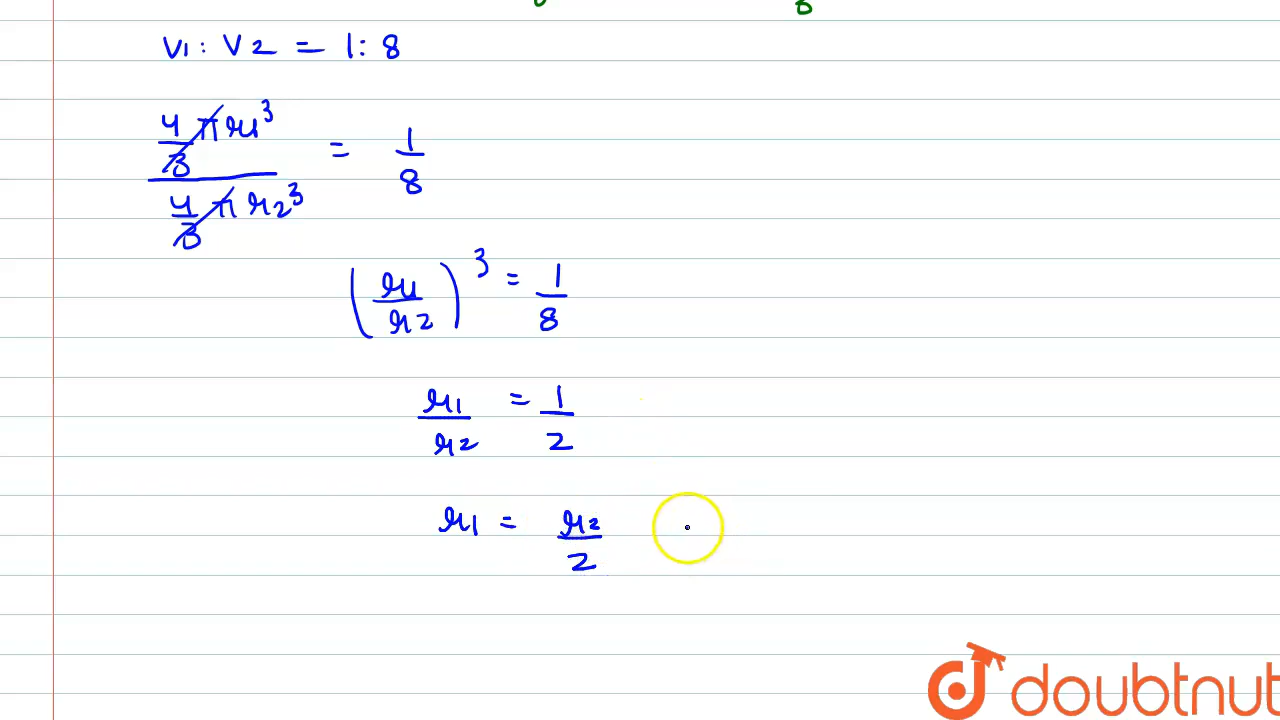 V1 : V2 = 1 : 8
4/3 πr1³ / 4/3 πr2³ = 1/8
(r1/r2)³ = 1/8
r1/r2 = 1/2
r1 = r2/2
doubtnut